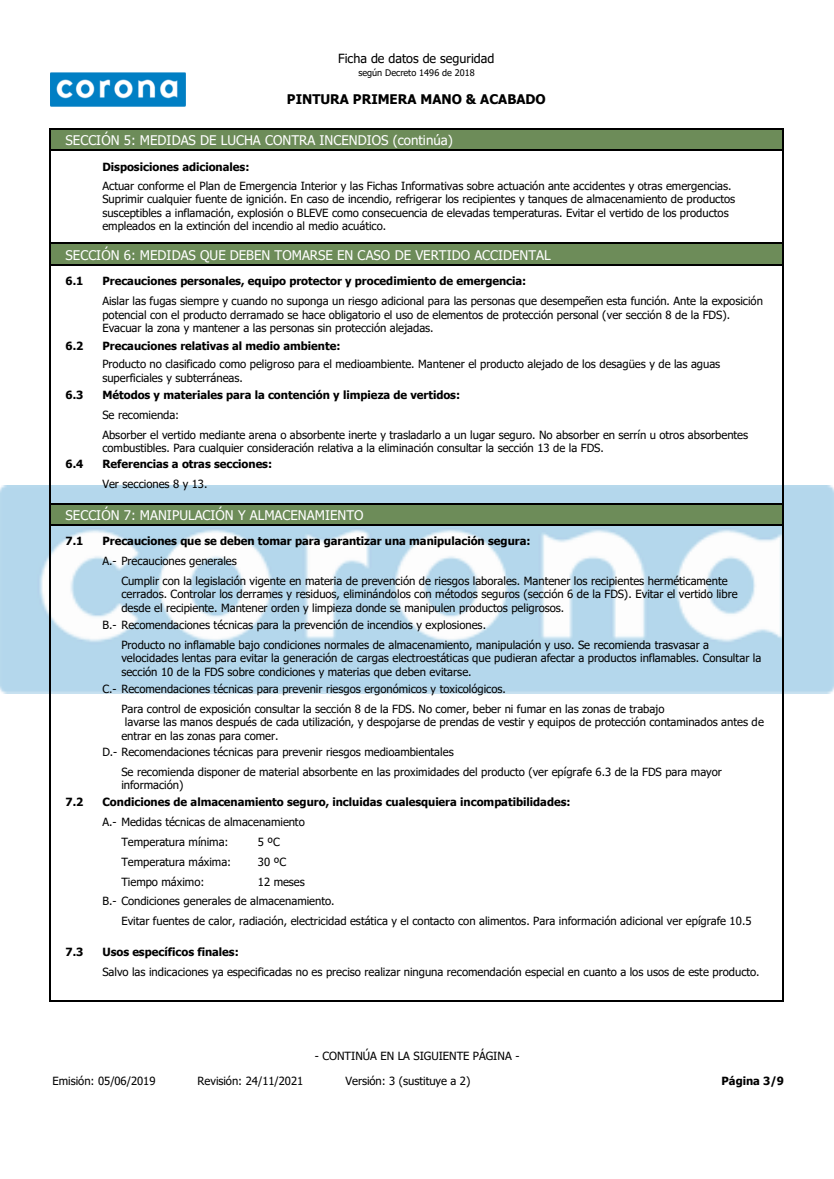 Ficha de datos de seguridad
según Decreto 1496 de 2018
corona
PINTURA PRIMERA MANO & ACABADO
SECCIÓN 5: MEDIDAS DE LUCHA CONTRA INCENDIOS (continúa)
Disposiciones adicionales:
Actuar conforme el Plan de Emergencia Interior y las Fichas Informativas sobre actuación ante accidentes y otras emergencias.
Suprimir cualquier fuente de ignición. En caso de incendio, refrigerar los recipientes y tanques de almacenamiento de productos
susceptibles a inflamación, explosión o BLEVE como consecuencia de elevadas temperaturas. Evitar el vertido de los productos
empleados en la extinción del incendio al medio acuático.
SECCIÓN 6: MEDIDAS QUE DEBEN TOMARSE EN CASO DE VERTIDO ACCIDENTAL
6.1 Precauciones personales, equipo protector y procedimiento de emergencia:
Aislar las fugas siempre y cuando no suponga un riesgo adicional para las personas que desempeñen esta función. Ante la exposición
potencial con el producto derramado se hace obligatorio el uso de elementos de protección personal (ver sección 8 de la FDS).
Evacuar la zona y mantener a las personas sin protección alejadas.
6.2 Precauciones relativas al medio ambiente:
Producto no clasificado como peligroso para el medioambiente. Mantener el producto alejado de los desagües y de las aguas
superficiales y subterráneas.
6.3 Métodos y materiales para la contención y limpieza de vertidos:
Se recomienda:
Absorber el vertido mediante arena o absorbente inerte y trasladarlo a un lugar seguro. No absorber en serrín u otros absorbentes
combustibles. Para cualquier consideración relativa a la eliminación consultar la sección 13 de la FDS.
6.4 Referencias a otras secciones:
Ver secciones 8 y 13.
SECCIÓN 7: MANIPULACIÓN Y ALMACENAMIENTO
corona
7.1 Precauciones que se deben tomar para garantizar una manipulación segura:
A.- Precauciones generales
Cumplir con la legislación vigente en materia de prevención de riesgos laborales. Mantener los recipientes herméticamente
cerrados. Controlar los derrames y residuos, eliminándolos con métodos seguros (sección 6 de la FDS). Evitar el vertido libre
desde el recipiente. Mantener orden y limpieza donde se manipulen productos peligrosos.
B.- Recomendaciones técnicas para la prevención de incendios y explosiones.
Producto no inflamable bajo condiciones normales de almacenamiento, manipulación y uso. Se recomienda trasvasar a
velocidades lentas para evitar la generación de cargas electroestáticas que pudieran afectar a productos inflamables. Consultar la
sección 10 de la FDS sobre condiciones y materias que deben evitarse.
C.- Recomendaciones técnicas para prevenir riesgos ergonómicos y toxicológicos.
Para control de exposición consultar la sección 8 de la FDS. No comer, beber ni fumar en las zonas de trabajo
lavarse las manos después de cada utilización, y despojarse de prendas de vestir y equipos de protección contaminados antes de
entrar en las zonas para comer.
D.- Recomendaciones técnicas para prevenir riesgos medioambientales
Se recomienda disponer de material absorbente en las proximidades del producto (ver epígrafe 6.3 de la FDS para mayor
información)
7.2 Condiciones de almacenamiento seguro, incluidas cualesquiera incompatibilidades:
A.- Medidas técnicas de almacenamiento
Temperatura mínima: 5 ºC
Temperatura máxima: 30 ºC
Tiempo máximo: 12 meses
B.- Condiciones generales de almacenamiento.
Evitar fuentes de calor, radiación, electricidad estática y el contacto con alimentos. Para información adicional ver epígrafe 10.5
7.3 Usos específicos finales:
Salvo las indicaciones ya especificadas no es preciso realizar ninguna recomendación especial en cuanto a los usos de este producto.
- CONTINÚA EN LA SIGUIENTE PÁGINA -
Emisión: 05/06/2019 Revisión: 24/11/2021 Versión: 3 (sustituye a 2) Página 3/9